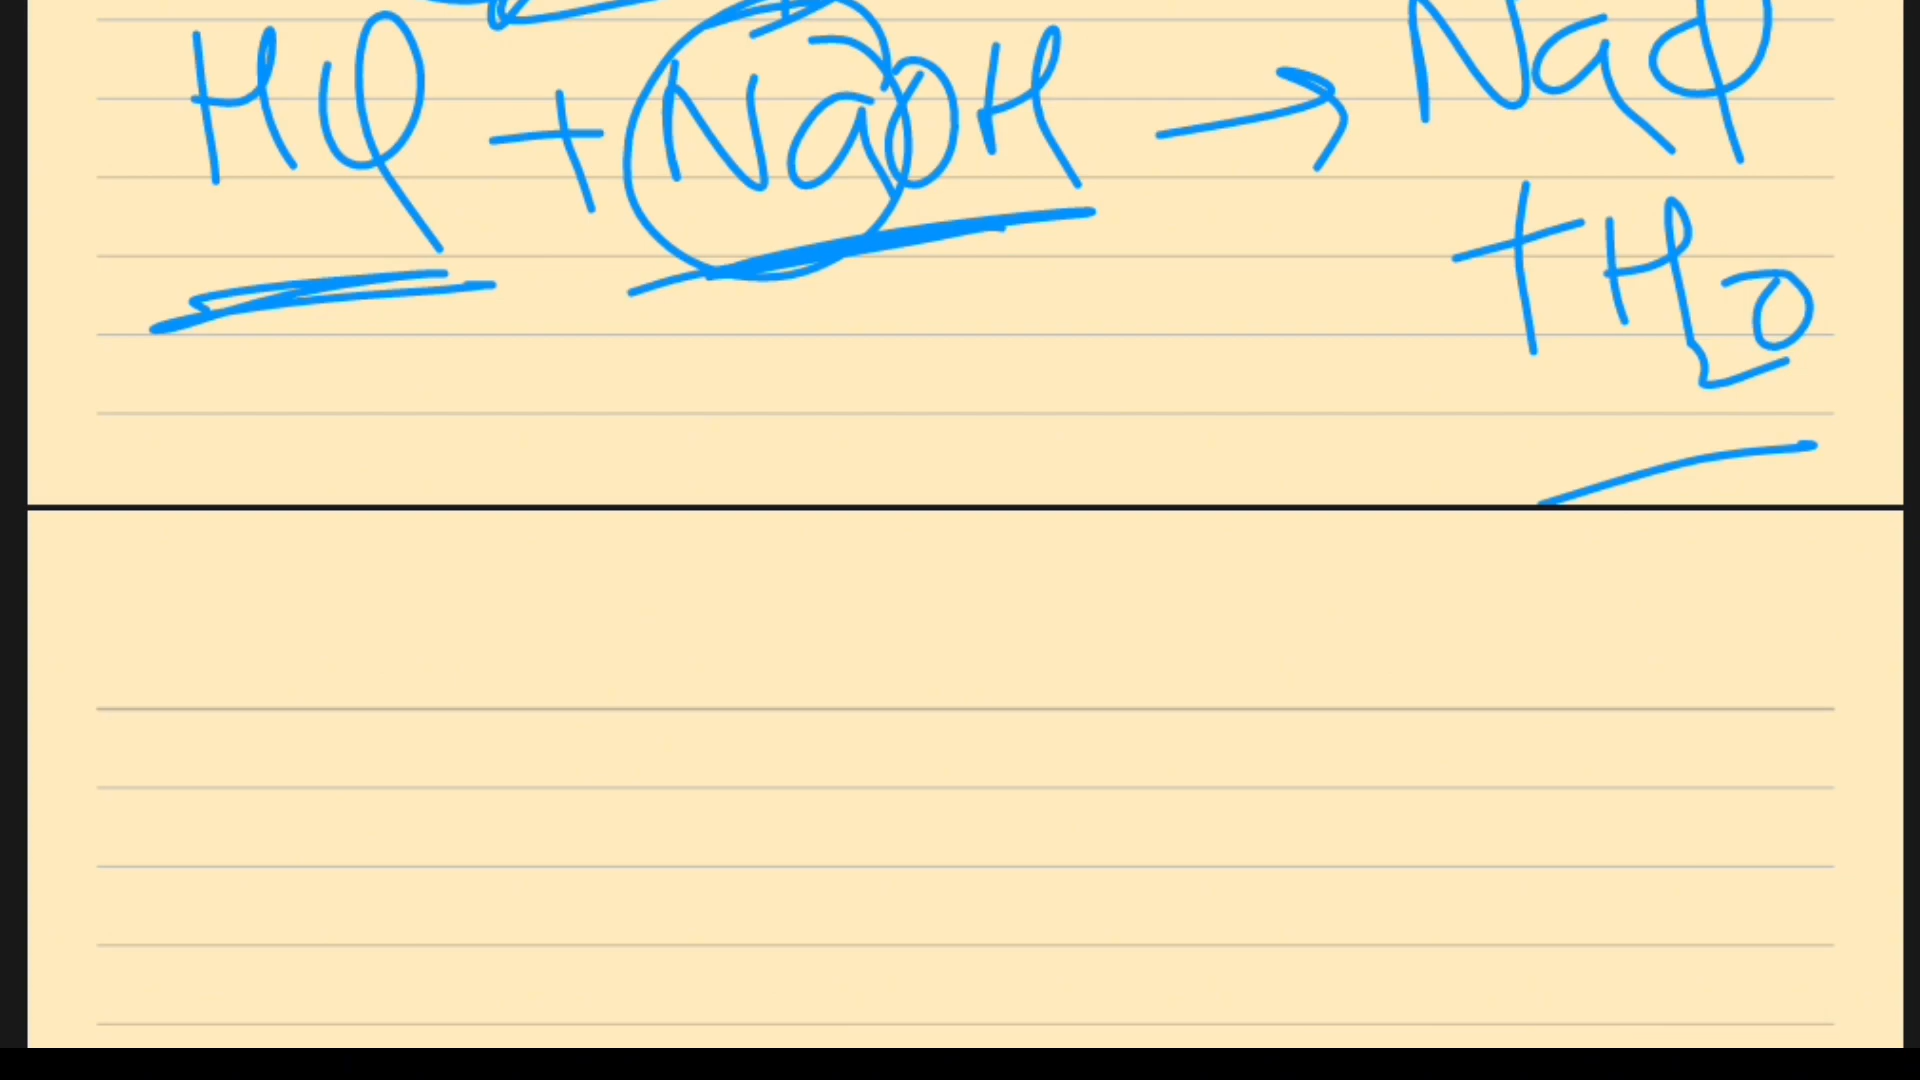 HCl + NaOH → NaCl
+ H2O